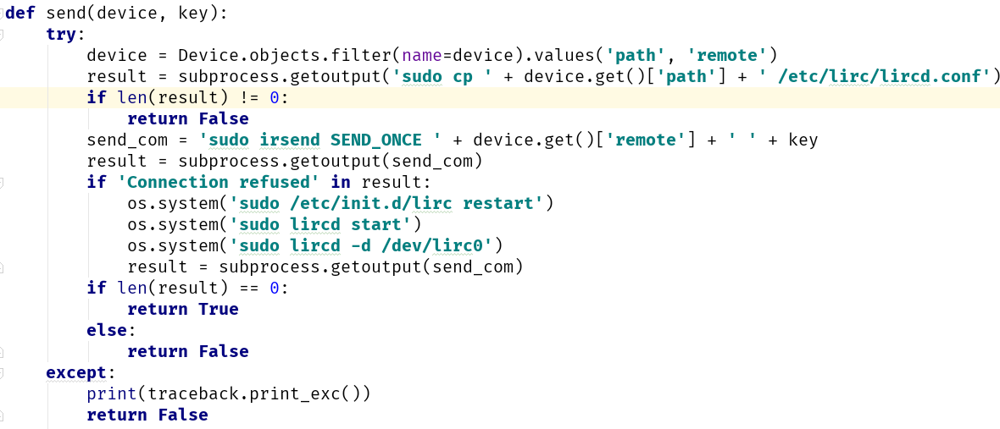 def send(device, key):
    try:
        device = Device.objects.filter(name=device).values('path', 'remote')
        result = subprocess.getoutput('sudo cp ' + device.get()['path'] + ' /etc/lirc/lircd.conf')
        if len(result) != 0:
            return False
        send_com = 'sudo irsend SEND_ONCE ' + device.get()['remote'] + ' ' + key
        result = subprocess.getoutput(send_com)
        if 'Connection refused' in result:
            os.system('sudo /etc/init.d/lirc restart')
            os.system('sudo lircd start')
            os.system('sudo lircd -d /dev/lirc0')
            result = subprocess.getoutput(send_com)
        if len(result) == 0:
            return True
        else:
            return False
    except:
        print(traceback.print_exc())
        return False